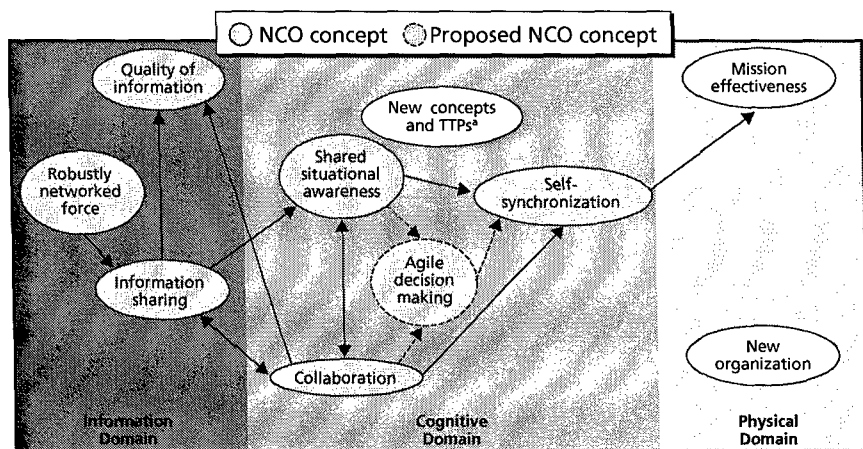 NCO concept
Proposed NCO concept
Quality of
information
Mission
effectiveness
New concepts
and TTPsᵃ
Shared
situational
awareness
Robustly
networked
force
Self-
synchronization
Agile
decision
making
Information
sharing
New
organization
Collaboration
Information
Domain
Cognitive
Domain
Physical
Domain